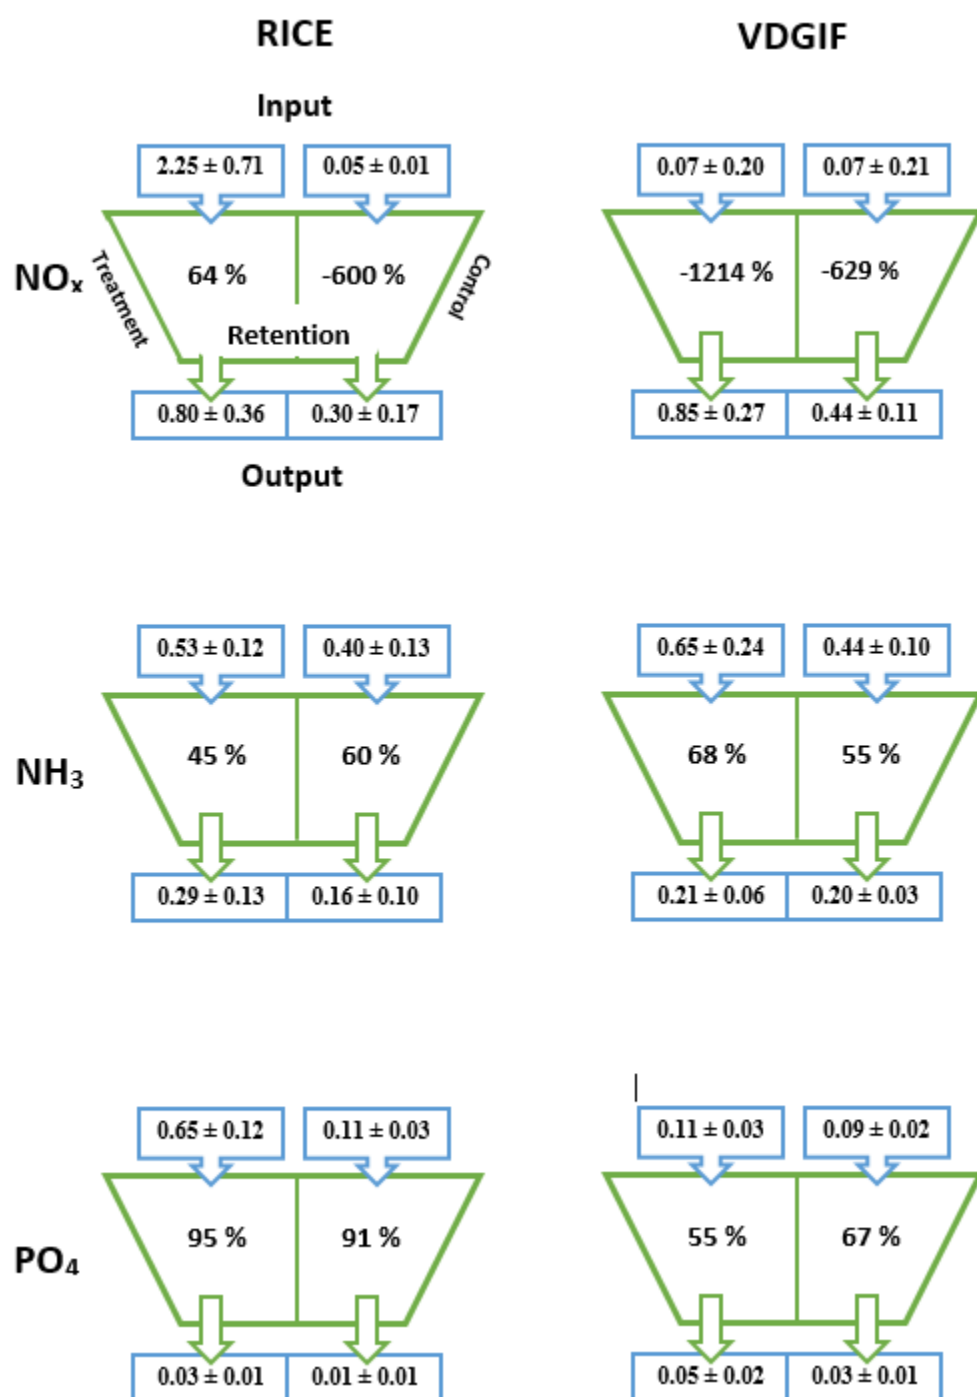 RICE VDGIF
Input
2.25 ± 0.71 0.05 ± 0.01 0.07 ± 0.20 0.07 ± 0.21
NOₓ Treatment 64 % -600 % Control -1214 % -629 %
Retention
0.80 ± 0.36 0.30 ± 0.17 0.85 ± 0.27 0.44 ± 0.11
Output
0.53 ± 0.12 0.40 ± 0.13 0.65 ± 0.24 0.44 ± 0.10
NH₃ 45 % 60 % 68 % 55 %
0.29 ± 0.13 0.16 ± 0.10 0.21 ± 0.06 0.20 ± 0.03
0.65 ± 0.12 0.11 ± 0.03 0.11 ± 0.03 0.09 ± 0.02
PO₄ 95 % 91 % 55 % 67 %
0.03 ± 0.01 0.01 ± 0.01 0.05 ± 0.02 0.03 ± 0.01